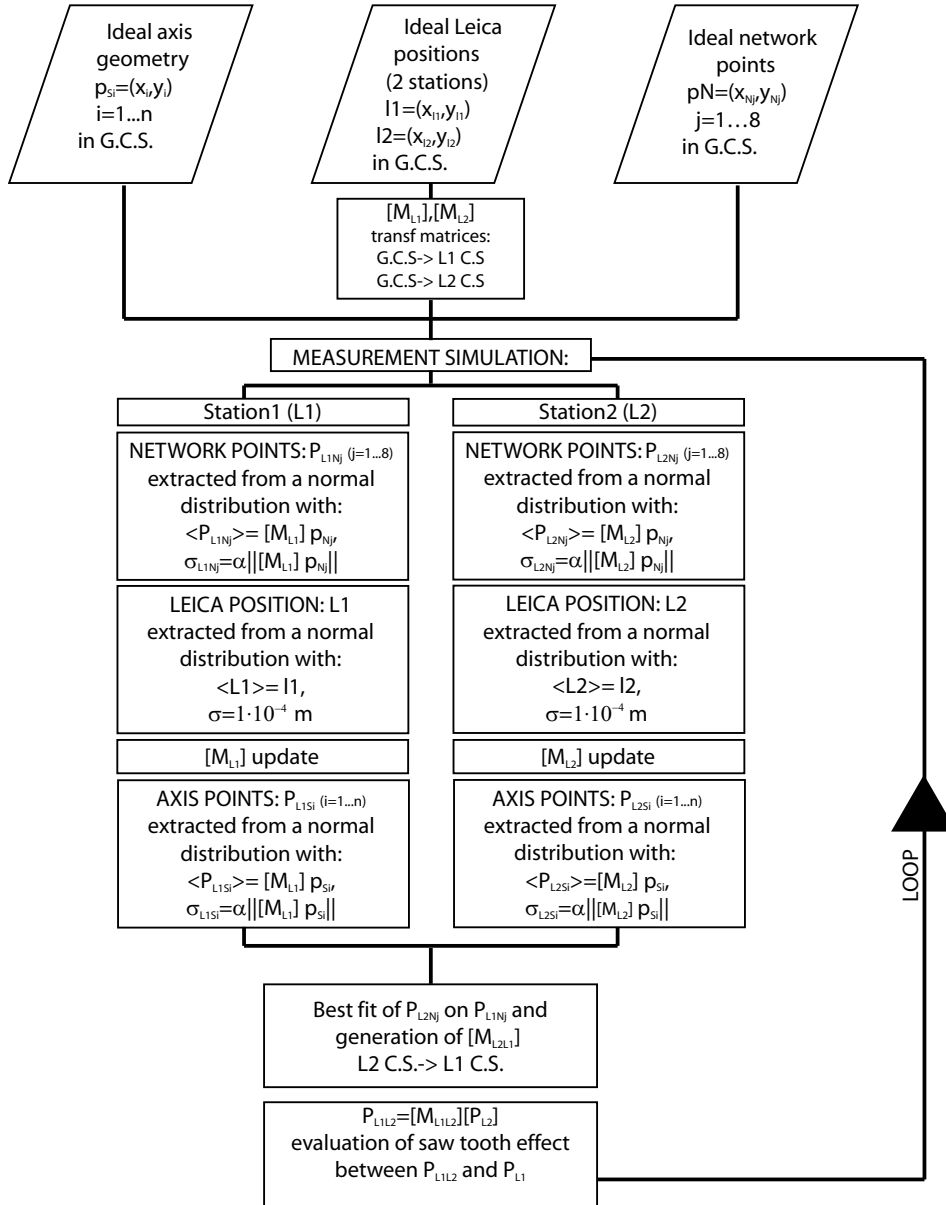 Ideal axis
geometry
pSi=(xi,yi)
i=1...n
in G.C.S.
Ideal Leica
positions
(2 stations)
l1=(xl1,yl1)
l2=(xl2,yl2)
in G.C.S.
Ideal network
points
pN=(xNj,yNj)
j=1…8
in G.C.S.
[ML1],[ML2]
transf matrices:
G.C.S-> L1 C.S
G.C.S-> L2 C.S
MEASUREMENT SIMULATION:
Station1 (L1)
NETWORK POINTS: PL1Nj (j=1...8)
extracted from a normal
distribution with:
<PL1Nj>= [ML1] pNj,
σL1Nj=α||[ML1] pNj||
LEICA POSITION: L1
extracted from a normal
distribution with:
<L1>= l1,
σ=1·10⁻⁴ m
[ML1] update
AXIS POINTS: PL1Si (i=1...n)
extracted from a normal
distribution with:
<PL1Si>= [ML1] pSi,
σL1Si=α||[ML1] pSi||
Station2 (L2)
NETWORK POINTS: PL2Nj (j=1...8)
extracted from a normal
distribution with:
<PL2Nj>= [ML2] pNj,
σL2Nj=α||[ML2] pNj||
LEICA POSITION: L2
extracted from a normal
distribution with:
<L2>= l2,
σ=1·10⁻⁴ m
[ML2] update
AXIS POINTS: PL2Si (i=1...n)
extracted from a normal
distribution with:
<PL2Si>=[ML2] pSi,
σL2Si=α||[ML2] pSi||
LOOP
Best fit of PL2Nj on PL1Nj and
generation of [ML2L1]
L2 C.S.-> L1 C.S.
PL1L2=[ML1L2][PL2]
evaluation of saw tooth effect
between PL1L2 and PL1